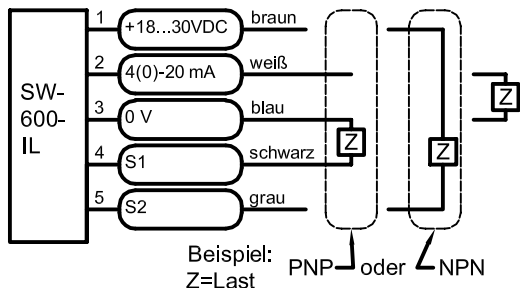 SW-
600-
IL
1 +18...30VDC braun
2 4(0)-20 mA weiß
3 0 V blau
4 S1 schwarz
5 S2 grau
Z
Z
Z
Beispiel:
Z=Last
PNP oder NPN